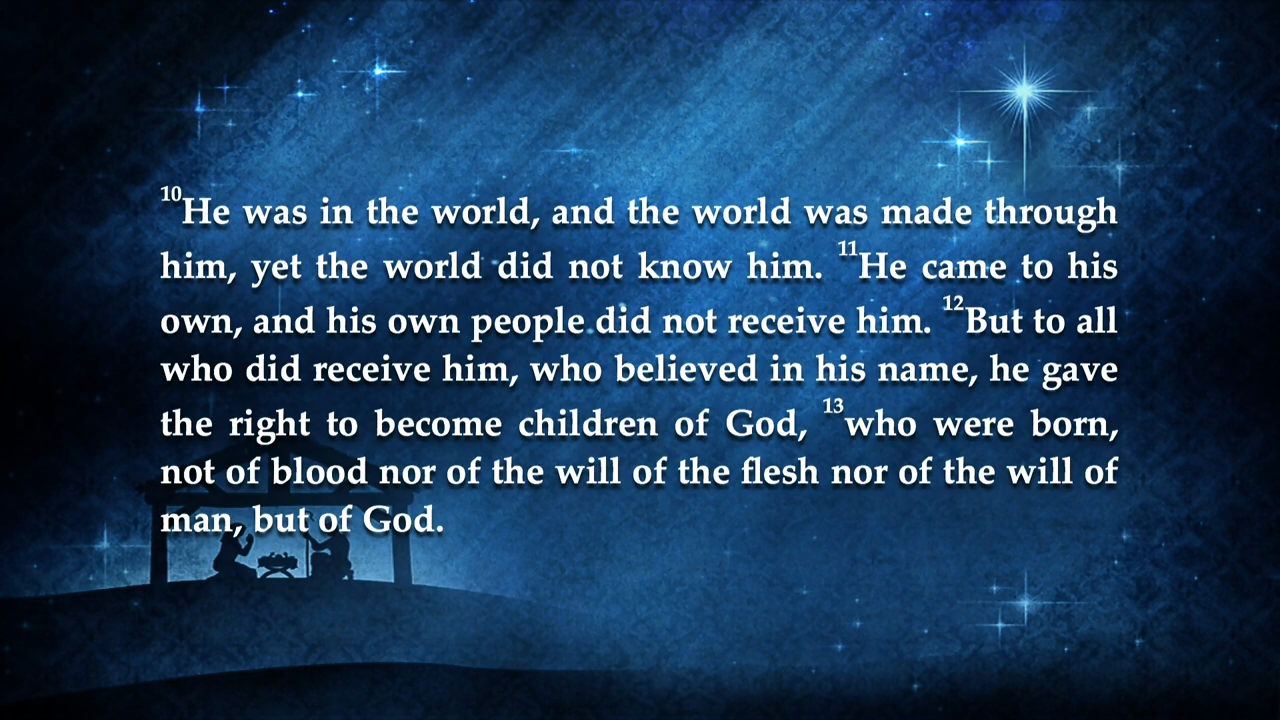 10He was in the world, and the world was made through
him, yet the world did not know him. 11He came to his
own, and his own people did not receive him. 12But to all
who did receive him, who believed in his name, he gave
the right to become children of God, 13who were born,
not of blood nor of the will of the flesh nor of the will of
man, but of God.